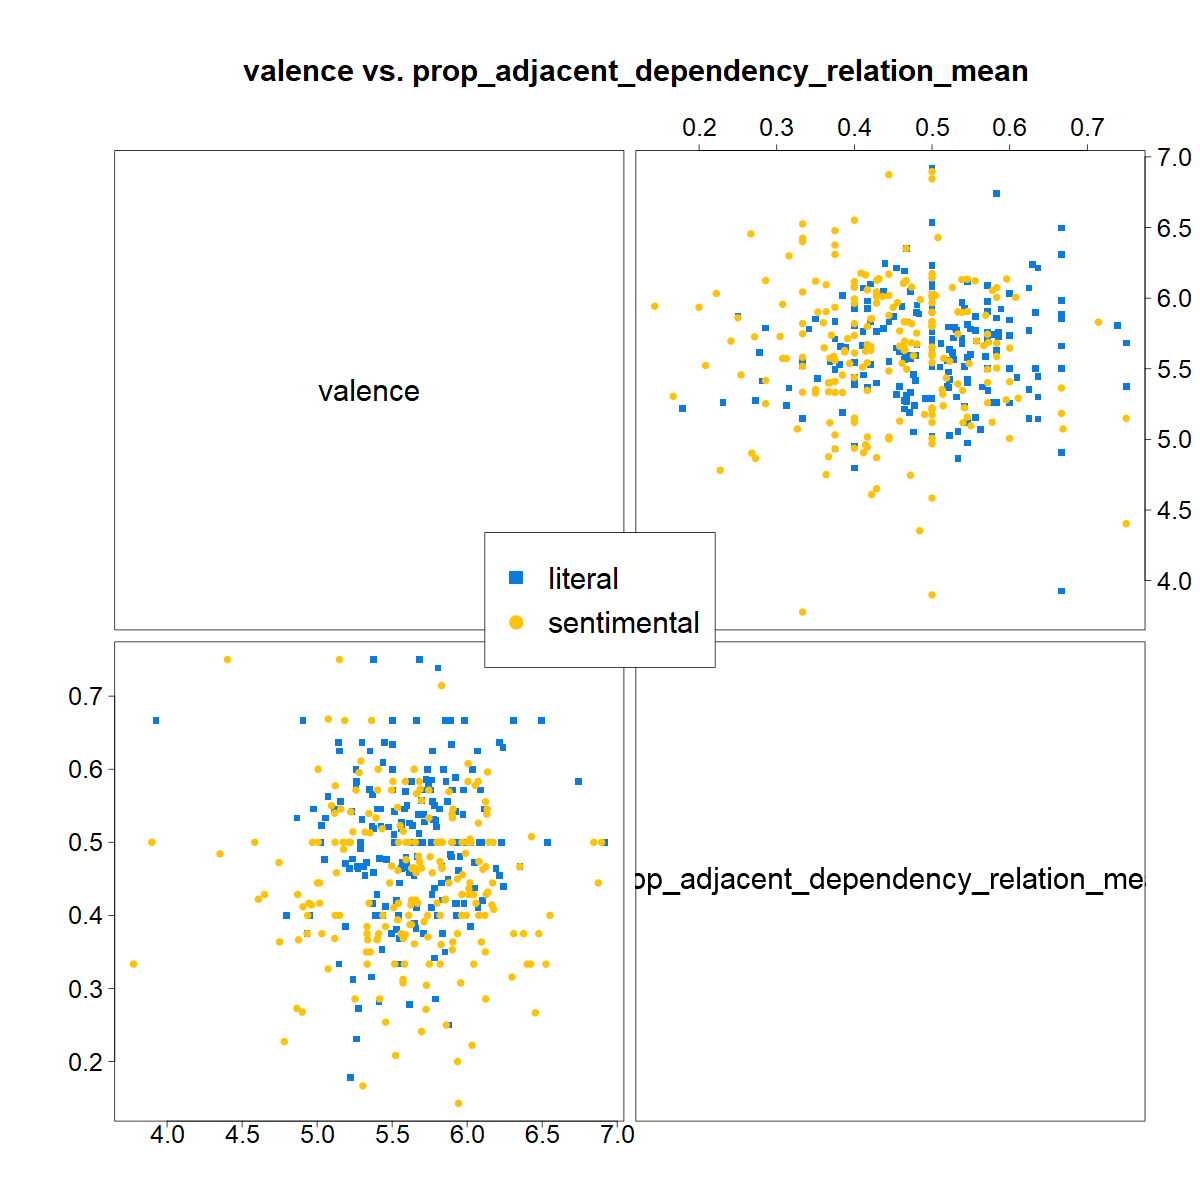 valence vs. prop_adjacent_dependency_relation_mean
0.2 0.3 0.4 0.5 0.6 0.7
7.0
6.5
6.0
5.5
5.0
4.5
4.0
valence
literal
sentimental
0.7
0.6
0.5
0.4
0.3
0.2
op_adjacent_dependency_relation_me
4.0 4.5 5.0 5.5 6.0 6.5 7.0